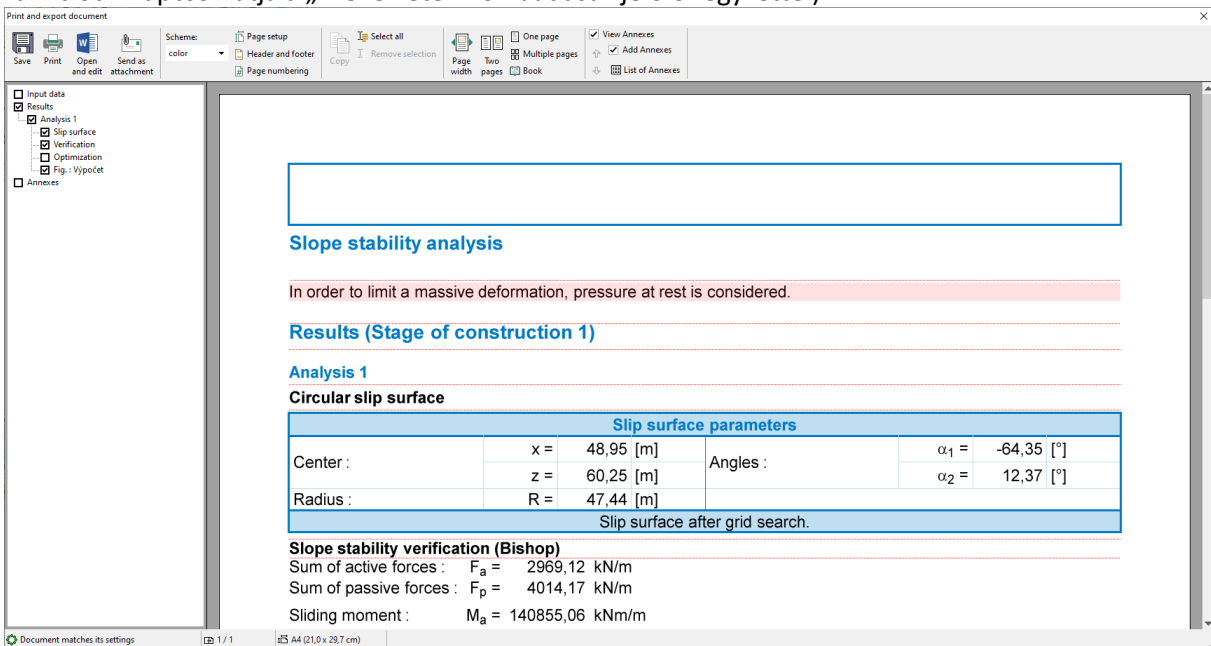 Print and export document
Save
Print
Open
and edit
Send as
attachment
Scheme:
color
Page setup
Header and footer
Page numbering
Copy
Select all
Remove selection
Page
width
Two
pages
One page
Multiple pages
Book
View Annexes
Add Annexes
List of Annexes
Input data
Results
Analysis 1
Slip surface
Verification
Optimization
Fig. : Výpočet
Annexes
Slope stability analysis
In order to limit a massive deformation, pressure at rest is considered.
Results (Stage of construction 1)
Analysis 1
Circular slip surface
Slip surface parameters
Center : x = 48,95 [m] Angles : α1 = -64,35 [°]
z = 60,25 [m] α2 = 12,37 [°]
Radius : R = 47,44 [m]
Slip surface after grid search.
Slope stability verification (Bishop)
Sum of active forces : Fa = 2969,12 kN/m
Sum of passive forces : Fp = 4014,17 kN/m
Sliding moment : Ma = 140855,06 kNm/m
Document matches its settings
1 / 1
A4 (21,0 x 29,7 cm)